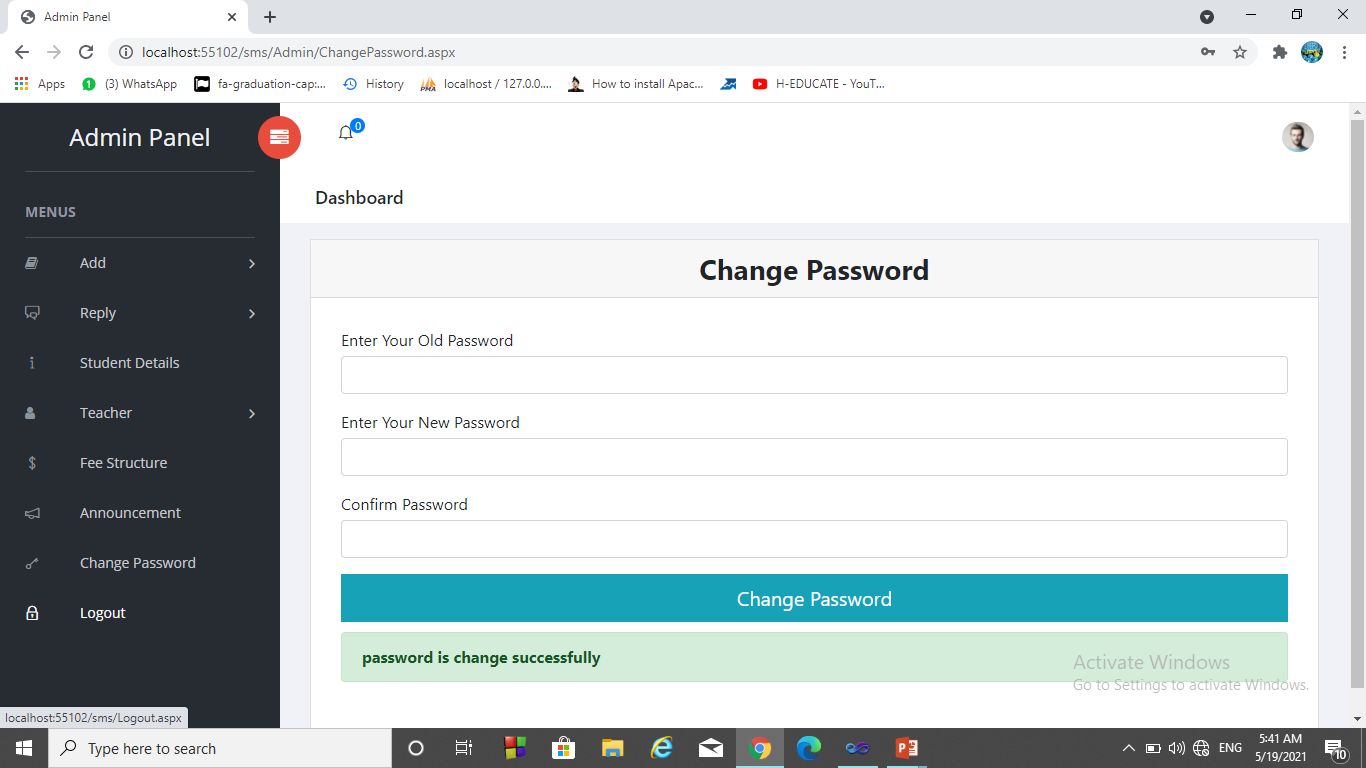 Admin Panel
localhost:55102/sms/Admin/ChangePassword.aspx
Apps
1
(3) WhatsApp
fa-graduation-cap:...
History
PMA
localhost / 127.0.0....
How to install Apac...
H-EDUCATE - YouT...
Admin Panel
0
MENUS
Dashboard
Add
Reply
Student Details
Teacher
Fee Structure
Announcement
Change Password
Logout
Change Password
Enter Your Old Password
Enter Your New Password
Confirm Password
Change Password
password is change successfully
Activate Windows
Go to Settings to activate Windows.
localhost:55102/sms/Logout.aspx
Type here to search
ENG
5:41 AM
5/19/2021
10